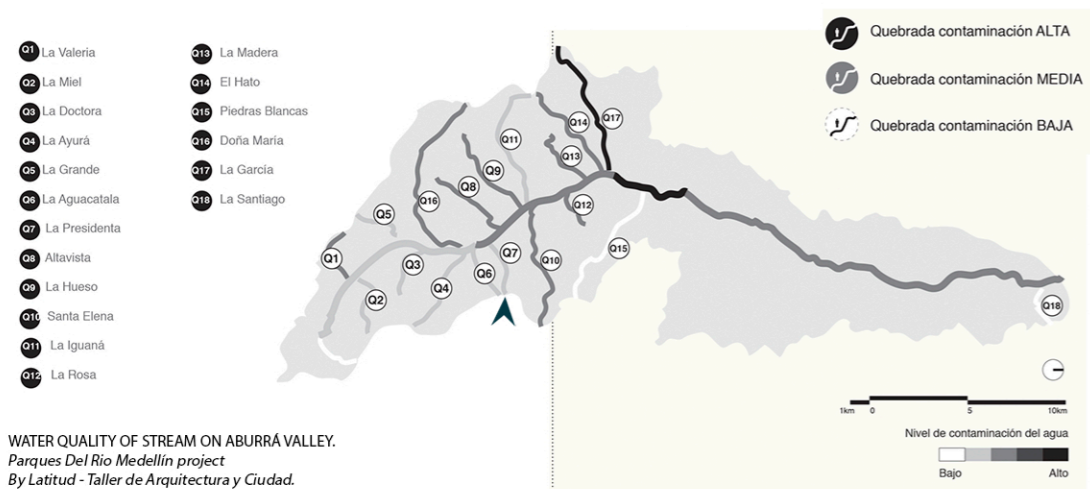 Q1 La Valeria
Q2 La Miel
Q3 La Doctora
Q4 La Ayurá
Q5 La Grande
Q6 La Aguacatala
Q7 La Presidenta
Q8 Altavista
Q9 La Hueso
Q10 Santa Elena
Q11 La Iguaná
Q12 La Rosa
Q13 La Madera
Q14 El Hato
Q15 Piedras Blancas
Q16 Doña María
Q17 La García
Q18 La Santiago
Quebrada contaminación ALTA
Quebrada contaminación MEDIA
Quebrada contaminación BAJA
Q14
Q17
Q11
Q13
Q9
Q8
Q16
Q12
Q5
Q15
Q7
Q10
Q1
Q3
Q6
Q4
Q2
Q18
1km 0 5 10km
Nivel de contaminación del agua
Bajo Alto
WATER QUALITY OF STREAM ON ABURRÁ VALLEY.
Parques Del Rio Medellín project
By Latitud - Taller de Arquitectura y Ciudad.